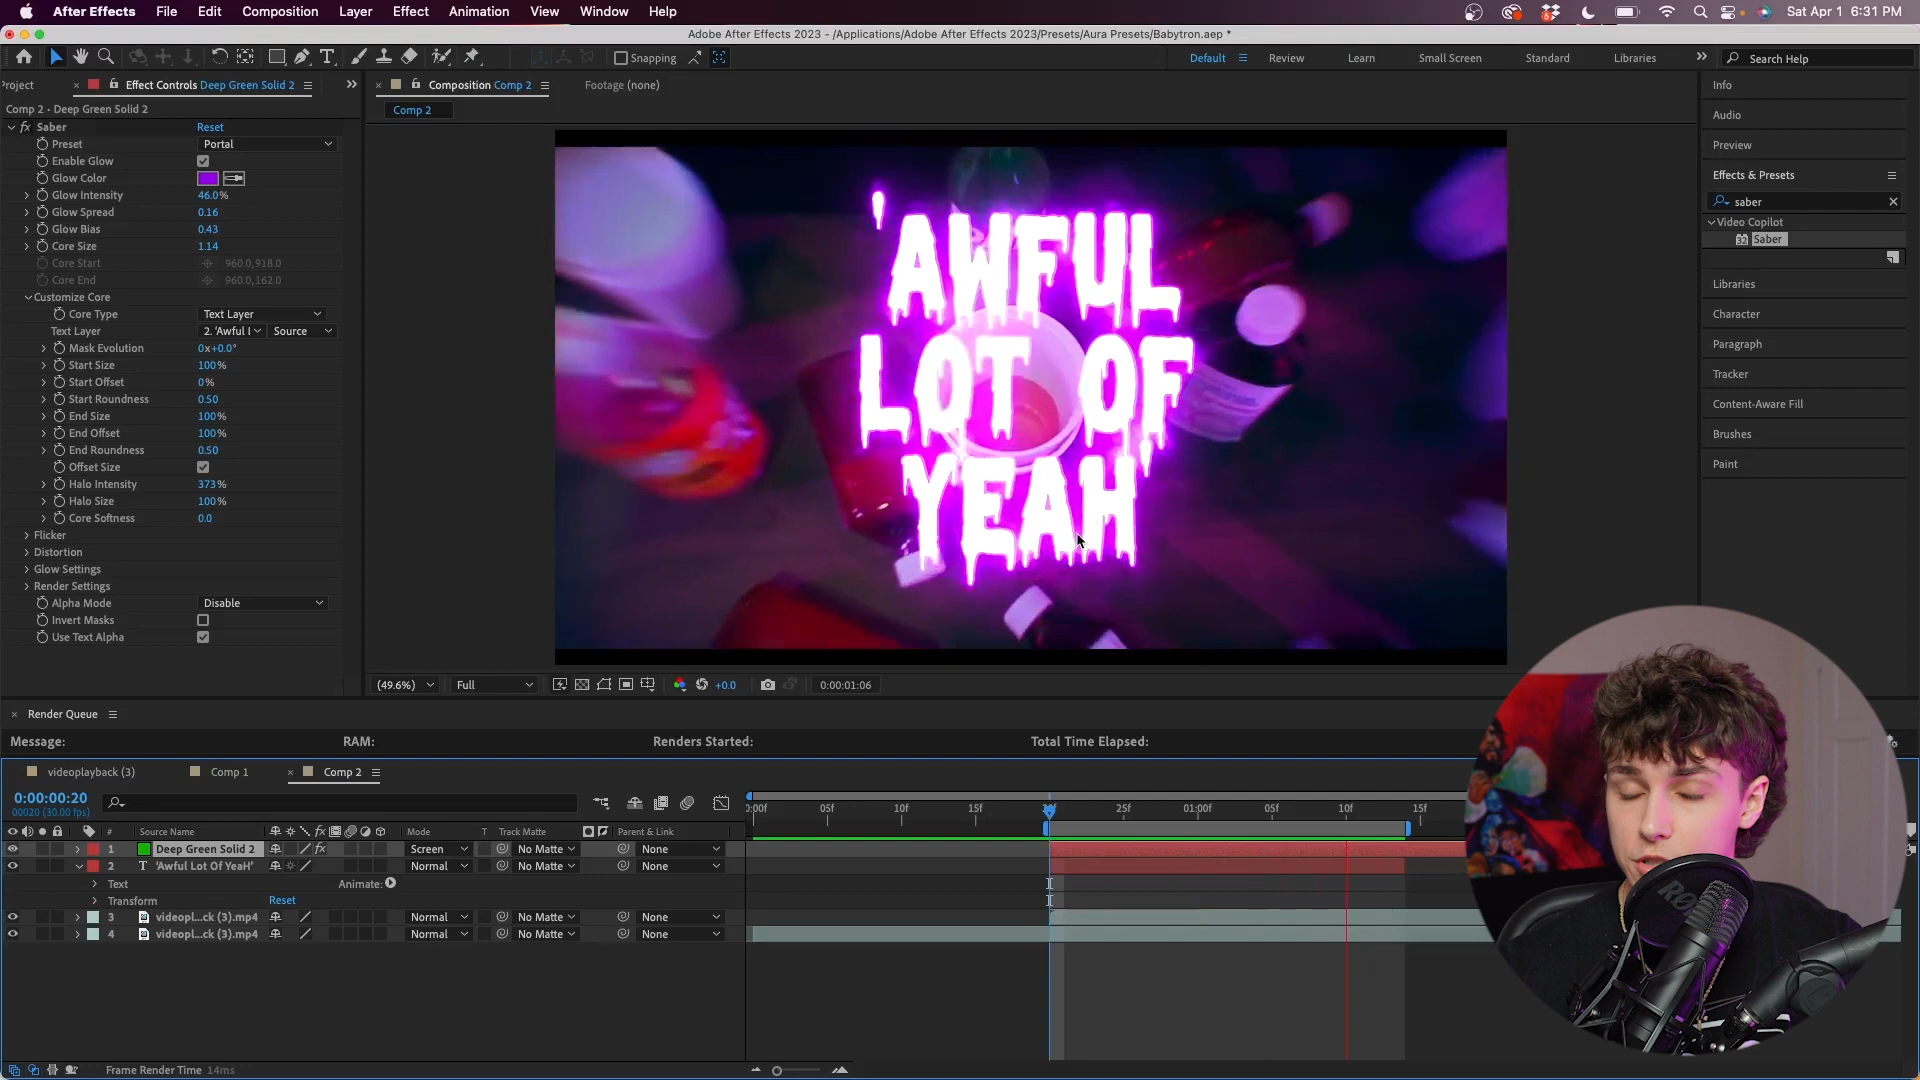 After Effects File Edit Composition Layer Effect Animation View Window Help Sat Apr 1 6:31 PM
Adobe After Effects 2023 - /Applications/Adobe After Effects 2023/Presets/Aura Presets/Babytron.aep *
Snapping Default Review Learn Small Screen Standard Libraries Search Help
roject Effect Controls Deep Green Solid 2
Composition Comp 2 Footage (none)
Info
Comp 2 • Deep Green Solid 2
Comp 2
Saber Reset
Audio
Preset Portal
Preview
Enable Glow
Glow Color
Effects & Presets
Glow Intensity 46.0%
saber
Glow Spread 0.16
Video Copilot
Glow Bias 0.43
32 Saber
Core Size 1.14
Core Start 960.0,918.0
Core End 960.0,162.0
Libraries
Customize Core
Core Type Text Layer
Character
Text Layer 2. 'Awful l Source
Mask Evolution 0x+0.0°
Paragraph
Start Size 100%
Tracker
Start Offset 0%
Start Roundness 0.50
Content-Aware Fill
End Size 100%
End Offset 100%
Brushes
End Roundness 0.50
Offset Size
Paint
Halo Intensity 373%
Halo Size 100%
Core Softness 0.0
Flicker
Distortion
Glow Settings
Render Settings
Alpha Mode Disable
Invert Masks
Use Text Alpha
'AWFUL
LOT OF
YEAH'
(49.6%) Full +0.0 0:00:01:06
Render Queue
Message: RAM: Renders Started: Total Time Elapsed:
videoplayback (3) Comp 1 Comp 2
0:00:00:20
00020 (30.00 fps)
):00f 05f 10f 15f 25f 01:00f 05f 10f 15f
# Source Name fx Mode T Track Matte Parent & Link
1 Deep Green Solid 2 fx Screen No Matte None
2 T 'Awful Lot Of YeaH' Normal No Matte None
Text Animate:
Transform Reset
3 videopl...ck (3).mp4 Normal No Matte None
4 videopl...ck (3).mp4 Normal No Matte None
Frame Render Time 14ms